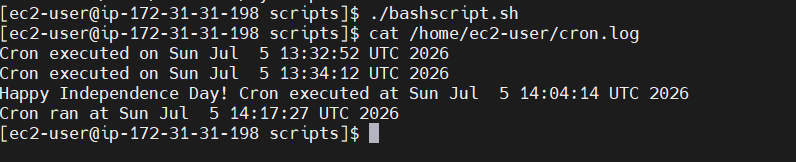 [ec2-user@ip-172-31-31-198 scripts]$ ./bashscript.sh
[ec2-user@ip-172-31-31-198 scripts]$ cat /home/ec2-user/cron.log
Cron executed on Sun Jul  5 13:32:52 UTC 2026
Cron executed on Sun Jul  5 13:34:12 UTC 2026
Happy Independence Day! Cron executed at Sun Jul  5 14:04:14 UTC 2026
Cron ran at Sun Jul  5 14:17:27 UTC 2026
[ec2-user@ip-172-31-31-198 scripts]$